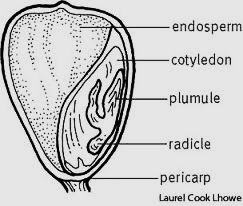 endosperm
cotyledon
plumule
radicle
pericarp
Laurel Cook Lhowe